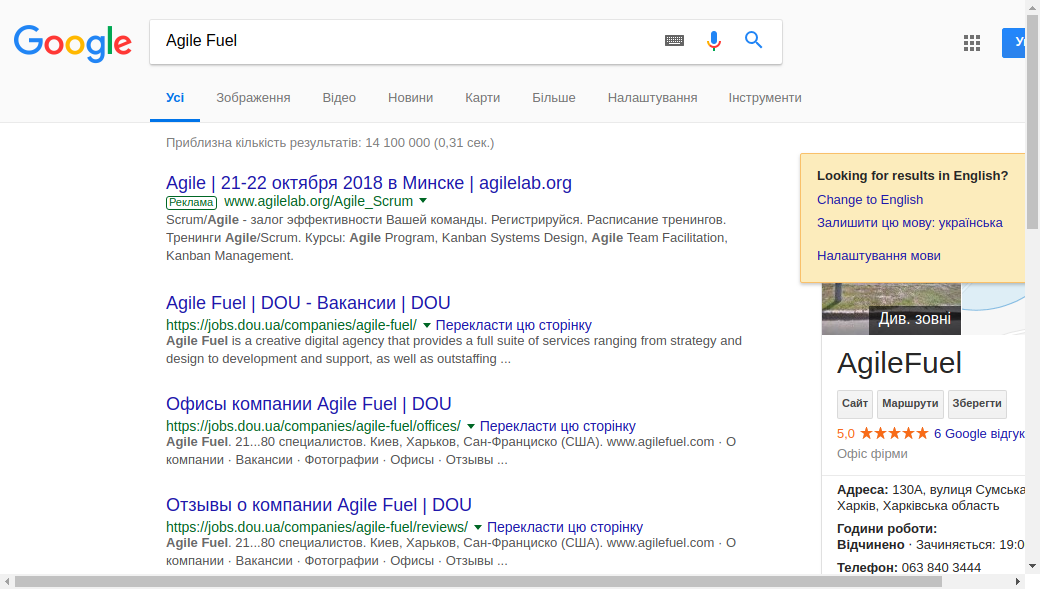 Google
Agile Fuel
Усі Зображення Відео Новини Карти Більше Налаштування Інструменти
Приблизна кількість результатів: 14 100 000 (0,31 сек.)
Agile | 21-22 октября 2018 в Минске | agilelab.org
Реклама www.agilelab.org/Agile_Scrum
Scrum/Agile - залог эффективности Вашей команды. Регистрируйся. Расписание тренингов.
Тренинги Agile/Scrum. Курсы: Agile Program, Kanban Systems Design, Agile Team Facilitation,
Kanban Management.
Agile Fuel | DOU - Вакансии | DOU
https://jobs.dou.ua/companies/agile-fuel/ Перекласти цю сторінку
Agile Fuel is a creative digital agency that provides a full suite of services ranging from strategy and
design to development and support, as well as outstaffing ...
Офисы компании Agile Fuel | DOU
https://jobs.dou.ua/companies/agile-fuel/offices/ Перекласти цю сторінку
Agile Fuel. 21...80 специалистов. Киев, Харьков, Сан-Франциско (США). www.agilefuel.com · О
компании · Вакансии · Фотографии · Офисы · Отзывы ...
Отзывы о компании Agile Fuel | DOU
https://jobs.dou.ua/companies/agile-fuel/reviews/ Перекласти цю сторінку
Agile Fuel. 21...80 специалистов. Киев, Харьков, Сан-Франциско (США). www.agilefuel.com · О
компании · Вакансии · Фотографии · Офисы · Отзывы ...
Looking for results in English?
Change to English
Залишити цю мову: українська
Налаштування мови
Див. зовні
AgileFuel
Сайт Маршрути Зберегти
5,0 6 Google відгук
Офіс фірми
Адреса: 130А, вулиця Сумська
Харків, Харківська область
Години роботи:
Відчинено · Зачиняється: 19:0
Телефон: 063 840 3444